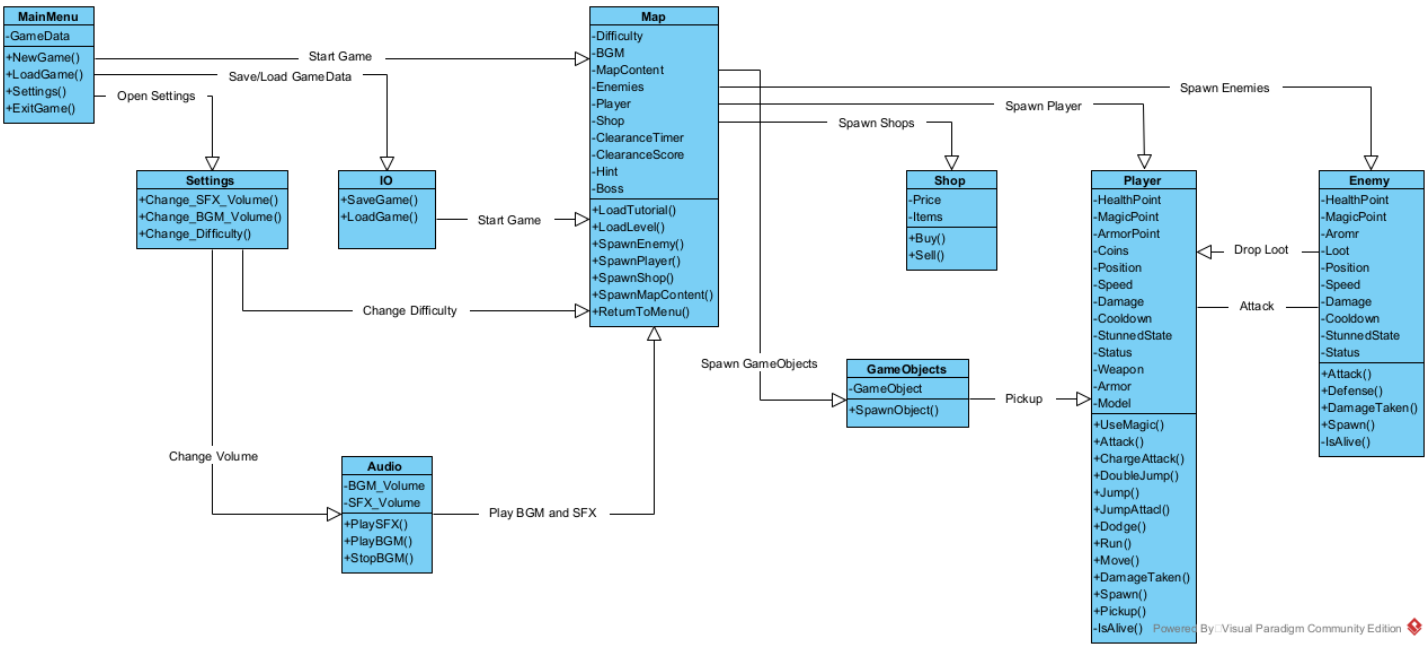 MainMenu
-GameData
+NewGame()
+LoadGame()
+Settings()
+ExitGame()
Start Game
Save/Load GameData
Open Settings
Settings
+Change_SFX_Volume()
+Change_BGM_Volume()
+Change_Difficulty()
IO
+SaveGame()
+LoadGame()
Start Game
Change Difficulty
Change Volume
Audio
-BGM_Volume
-SFX_Volume
+PlaySFX()
+PlayBGM()
+StopBGM()
Play BGM and SFX
Map
-Difficulty
-BGM
-MapContent
-Enemies
-Player
-Shop
-ClearanceTimer
-ClearanceScore
-Hint
-Boss
+LoadTutorial()
+LoadLevel()
+SpawnEnemy()
+SpawnPlayer()
+SpawnShop()
+SpawnMapContent()
+ReturnToMenu()
Spawn Enemies
Spawn Player
Spawn Shops
Spawn GameObjects
Shop
-Price
-Items
+Buy()
+Sell()
GameObjects
-GameObject
+SpawnObject()
Pickup
Player
-HealthPoint
-MagicPoint
-ArmorPoint
-Coins
-Position
-Speed
-Damage
-Cooldown
-StunnedState
-Status
-Weapon
-Armor
-Model
+UseMagic()
+Attack()
+ChargeAttack()
+DoubleJump()
+Jump()
+JumpAttacl()
+Dodge()
+Run()
+Move()
+DamageTaken()
+Spawn()
+Pickup()
-IsAlive()
Drop Loot
Attack
Enemy
-HealthPoint
-MagicPoint
-Aromr
-Loot
-Position
-Speed
-Damage
-Cooldown
-StunnedState
-Status
+Attack()
+Defense()
+DamageTaken()
+Spawn()
-IsAlive()
Powered By Visual Paradigm Community Edition